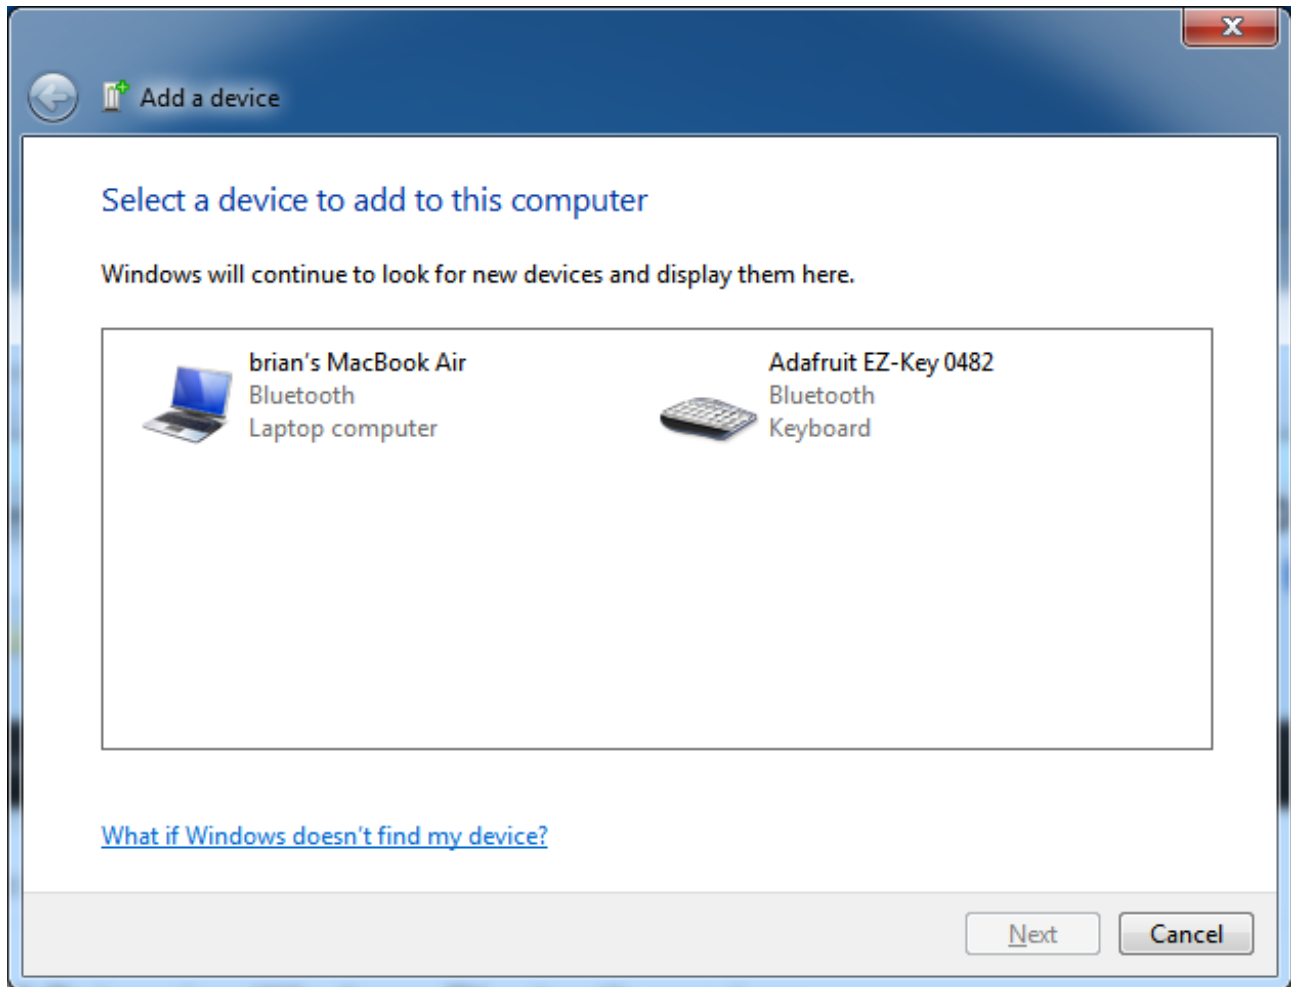 Add a device
Select a device to add to this computer
Windows will continue to look for new devices and display them here.
brian's MacBook Air
Bluetooth
Laptop computer
Adafruit EZ-Key 0482
Bluetooth
Keyboard
What if Windows doesn't find my device?
Next
Cancel